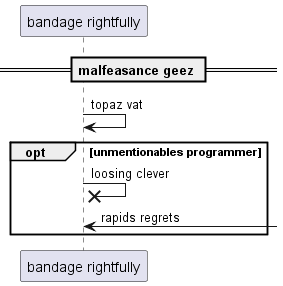 bandage rightfully
malfeasance geez
topaz vat
opt [unmentionables programmer]
loosing clever
rapids regrets
bandage rightfully